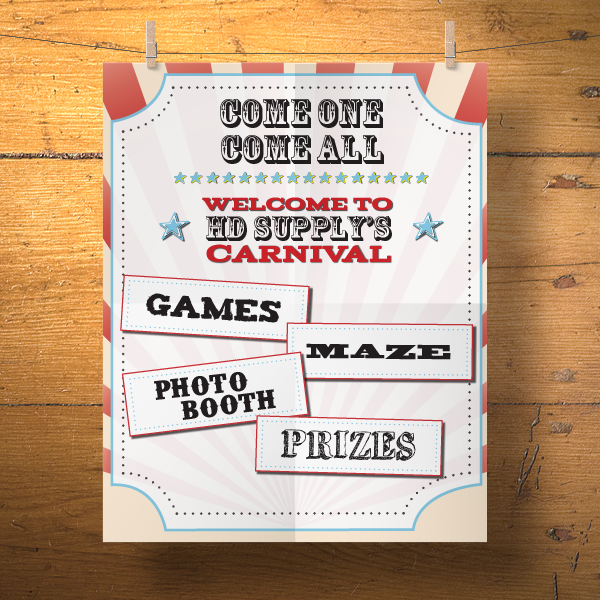 COME ONE
COME ALL
WELCOME TO
HD SUPPLY'S
CARNIVAL
GAMES
MAZE
PHOTO
BOOTH
PRIZES